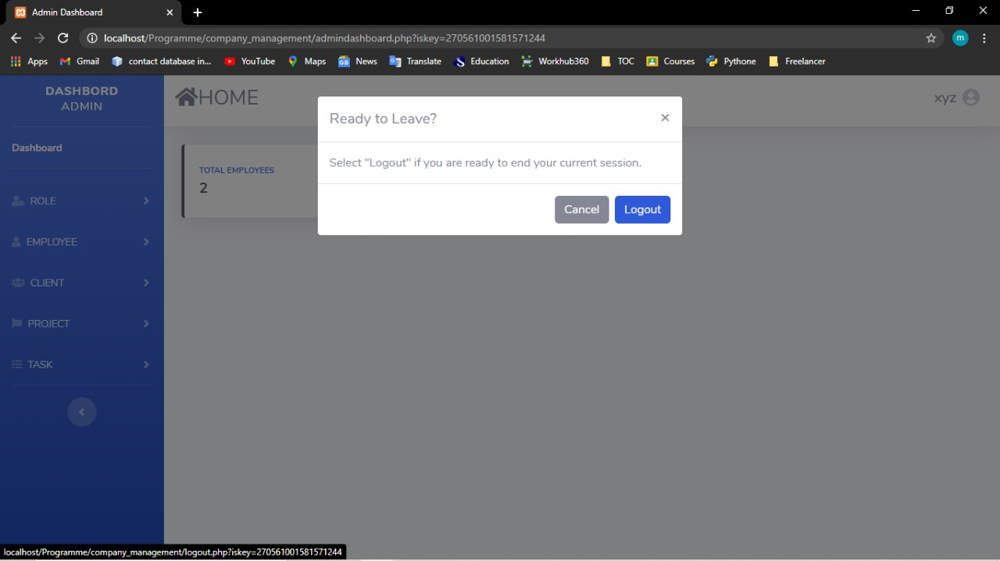 Admin Dashboard
localhost/Programme/company_management/admindashboard.php?iskey=270561001581571244
m
Apps Gmail contact database in... YouTube Maps News Translate Education Workhub360 TOC Courses Pythone Freelancer
DASHBORD
ADMIN
HOME
xyz
Ready to Leave?
Select "Logout" if you are ready to end your current session.
Cancel Logout
Dashboard
TOTAL EMPLOYEES
2
ROLE
EMPLOYEE
CLIENT
PROJECT
TASK
localhost/Programme/company_management/logout.php?iskey=270561001581571244